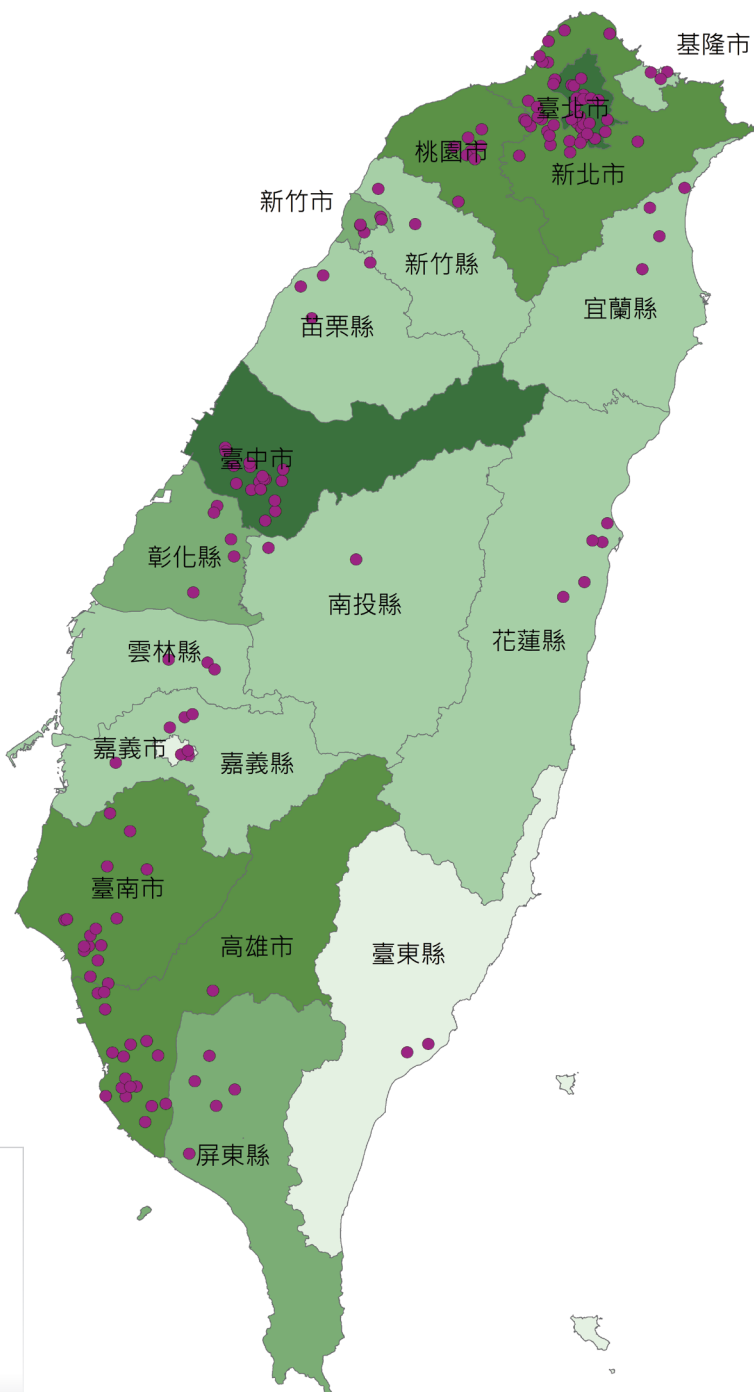 基隆市
臺北市
桃園市
新北市
新竹市
新竹縣
宜蘭縣
苗栗縣
臺中市
彰化縣
南投縣
花蓮縣
雲林縣
嘉義市
嘉義縣
臺南市
高雄市
臺東縣
屏東縣